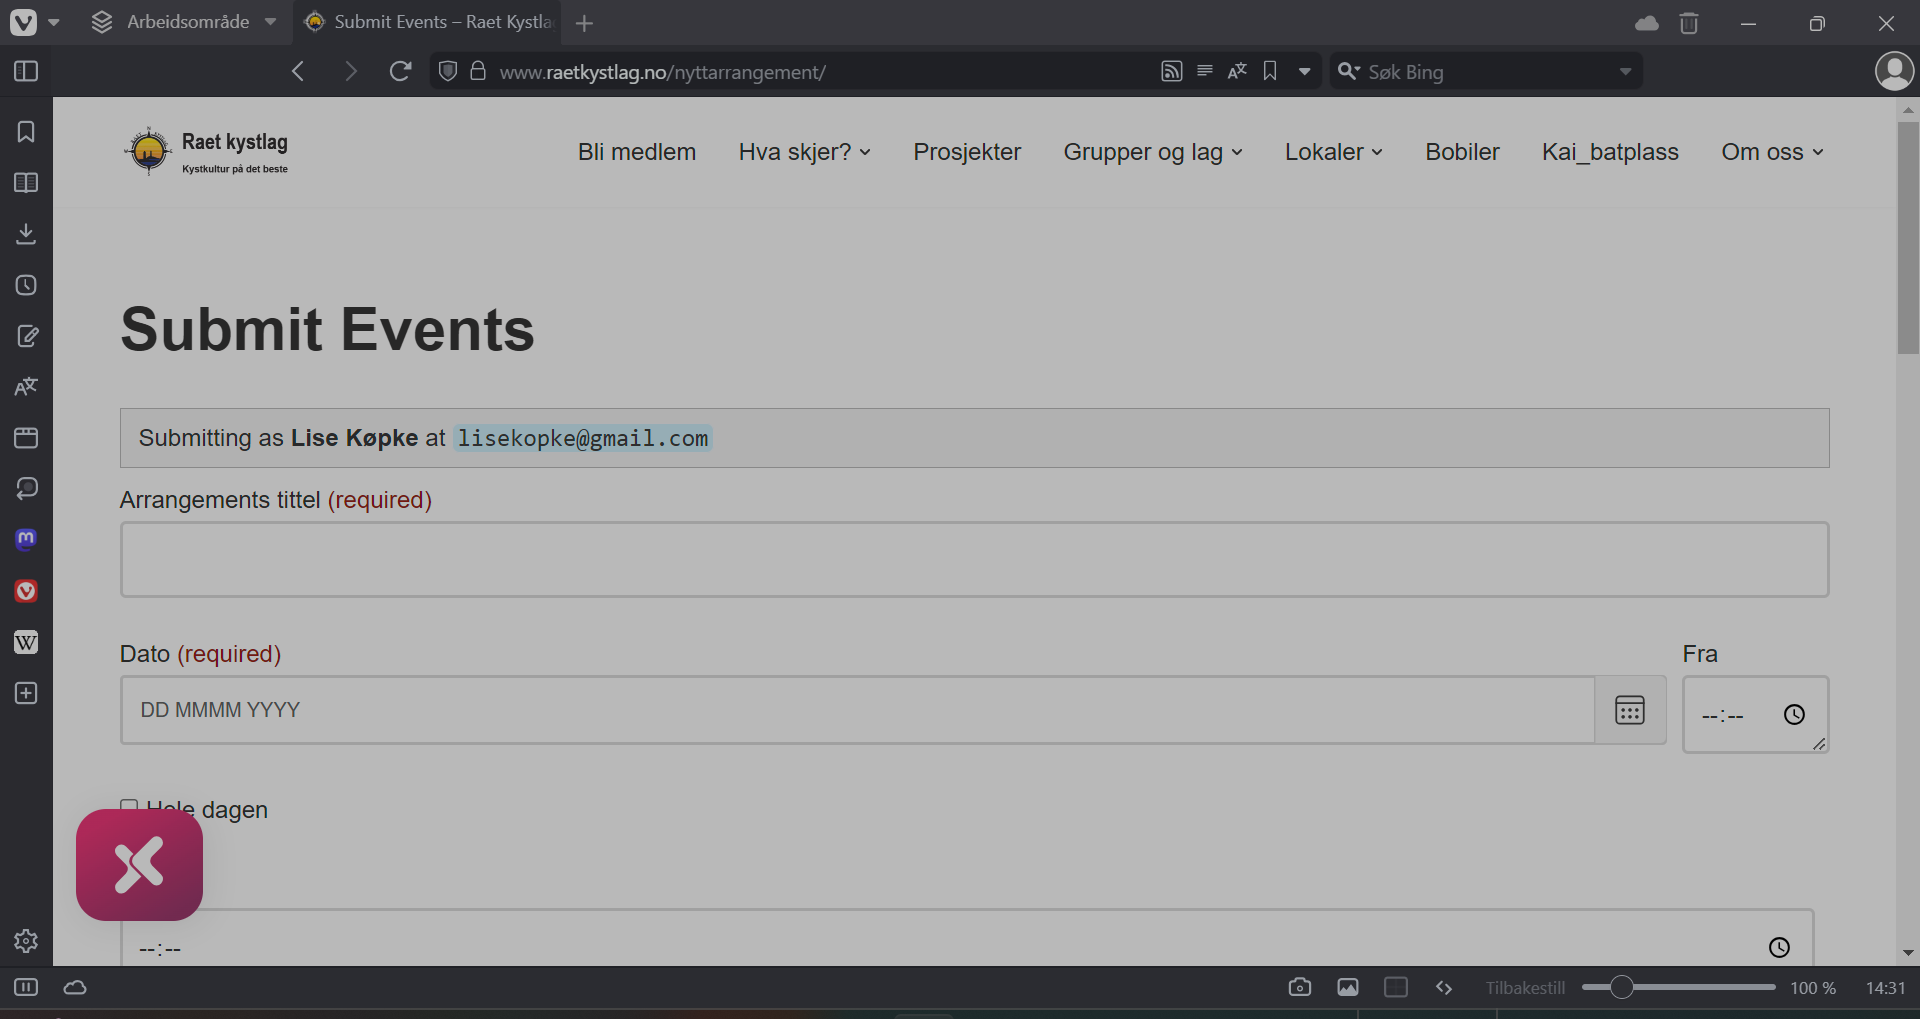 Arbeidsområde
Submit Events – Raet Kystla
www.raetkystlag.no/nyttarrangement/
Søk Bing
Raet kystlag
Kystkultur på det beste
Bli medlem
Hva skjer?
Prosjekter
Grupper og lag
Lokaler
Bobiler
Kai_batplass
Om oss
Submit Events
Submitting as Lise Køpke at lisekopke@gmail.com
Arrangements tittel (required)
Dato (required)
Fra
DD MMMM YYYY
--:--
Hele dagen
--:--
Tilbakestill
100 %
14:31